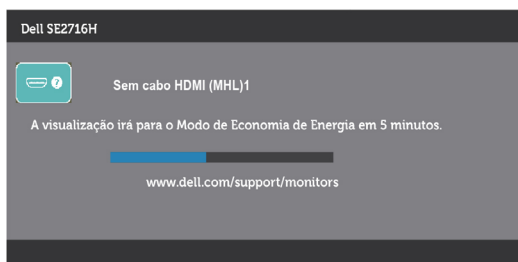 Dell SE2716H
Sem cabo HDMI (MHL)1
A visualização irá para o Modo de Economia de Energia em 5 minutos.
www.dell.com/support/monitors